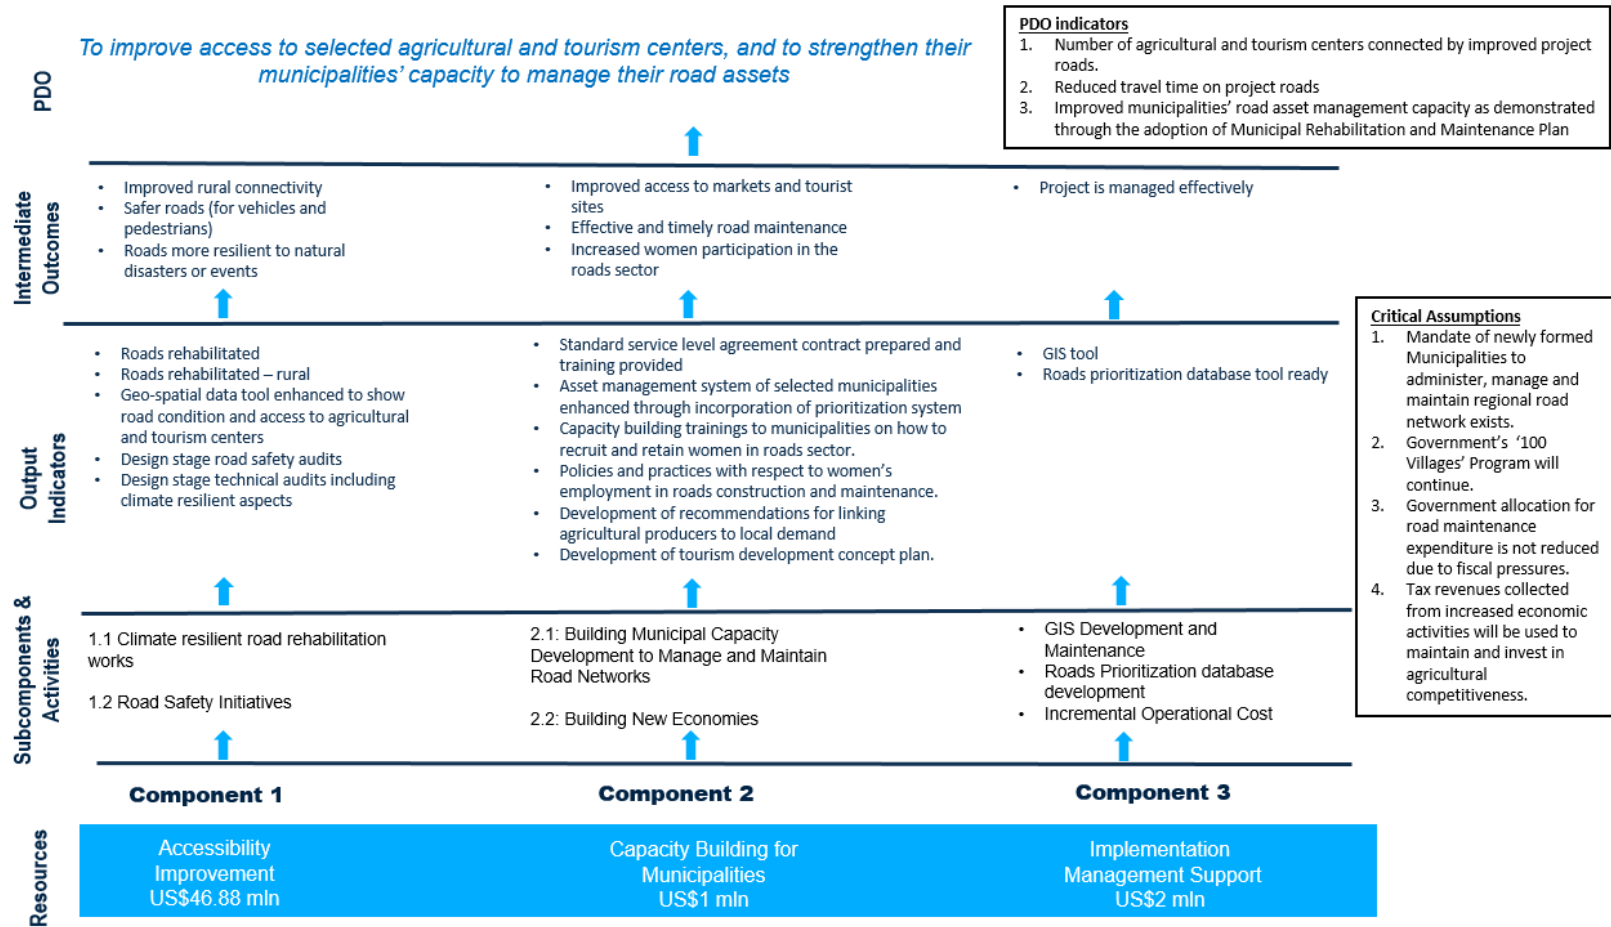 PDO
To improve access to selected agricultural and tourism centers, and to strengthen their
municipalities’ capacity to manage their road assets
PDO indicators
1. Number of agricultural and tourism centers connected by improved project
roads.
2. Reduced travel time on project roads
3. Improved municipalities’ road asset management capacity as demonstrated
through the adoption of Municipal Rehabilitation and Maintenance Plan
Intermediate
Outcomes
• Improved rural connectivity
• Safer roads (for vehicles and
pedestrians)
• Roads more resilient to natural
disasters or events
• Improved access to markets and tourist
sites
• Effective and timely road maintenance
• Increased women participation in the
roads sector
• Project is managed effectively
Output
Indicators
• Roads rehabilitated
• Roads rehabilitated – rural
• Geo-spatial data tool enhanced to show
road condition and access to agricultural
and tourism centers
• Design stage road safety audits
• Design stage technical audits including
climate resilient aspects
• Standard service level agreement contract prepared and
training provided
• Asset management system of selected municipalities
enhanced through incorporation of prioritization system
• Capacity building trainings to municipalities on how to
recruit and retain women in roads sector.
• Policies and practices with respect to women’s
employment in roads construction and maintenance.
• Development of recommendations for linking
agricultural producers to local demand
• Development of tourism development concept plan.
• GIS tool
• Roads prioritization database tool ready
Critical Assumptions
1. Mandate of newly formed
Municipalities to
administer, manage and
maintain regional road
network exists.
2. Government’s ‘100
Villages’ Program will
continue.
3. Government allocation for
road maintenance
expenditure is not reduced
due to fiscal pressures.
4. Tax revenues collected
from increased economic
activities will be used to
maintain and invest in
agricultural
competitiveness.
Subcomponents &
Activities
1.1 Climate resilient road rehabilitation
works
1.2 Road Safety Initiatives
2.1: Building Municipal Capacity
Development to Manage and Maintain
Road Networks
2.2: Building New Economies
• GIS Development and
Maintenance
• Roads Prioritization database
development
• Incremental Operational Cost
Component 1
Component 2
Component 3
Resources
Accessibility
Improvement
US$46.88 mln
Capacity Building for
Municipalities
US$1 mln
Implementation
Management Support
US$2 mln